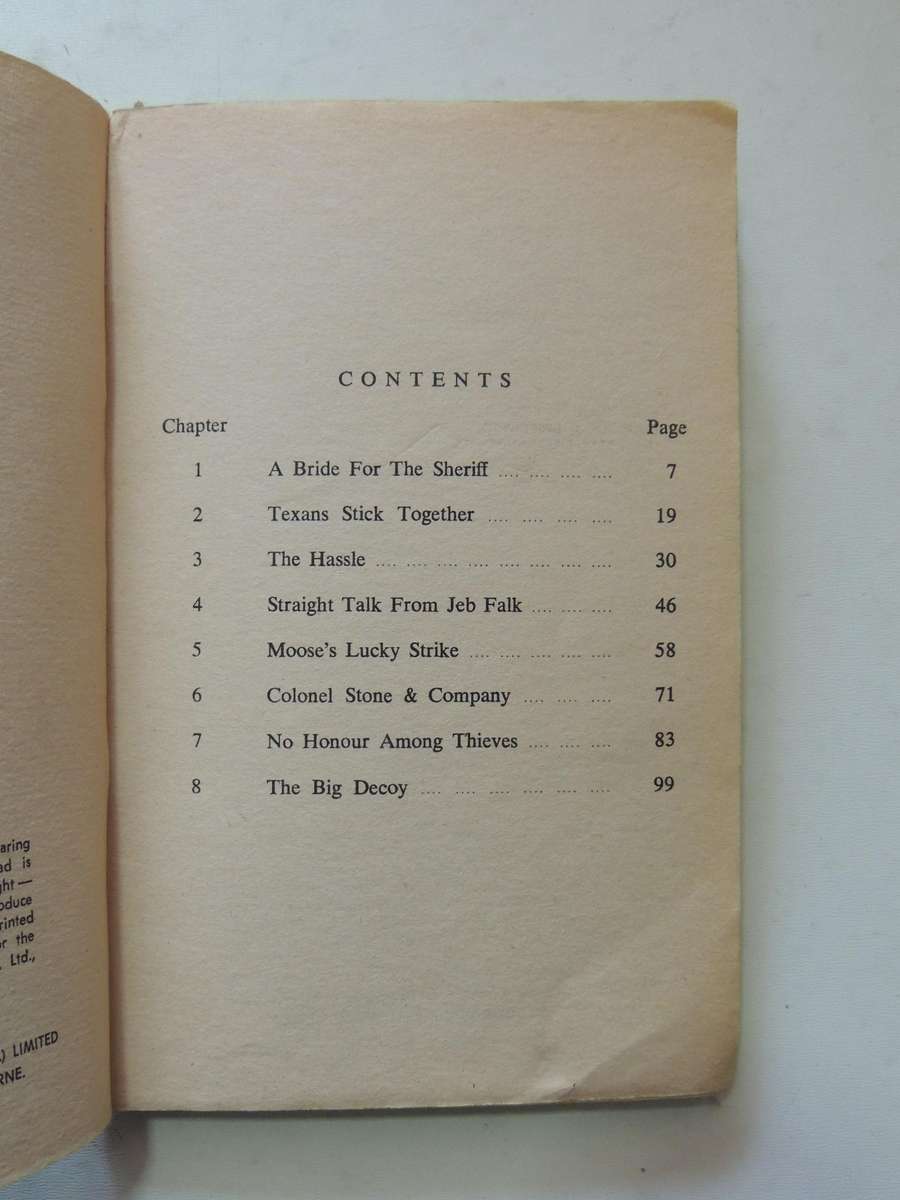 aring
ad is
ght —
oduce
rinted
or the
Ltd.,
) LIMITED
RNE.
CONTENTS
Chapter Page
1 A Bride For The Sheriff .... .... .... .... 7
2 Texans Stick Together .... .... .... .... 19
3 The Hassle .... .... .... .... .... .... .... 30
4 Straight Talk From Jeb Falk .... .... .... 46
5 Moose's Lucky Strike .... .... .... .... 58
6 Colonel Stone & Company .... .... .... 71
7 No Honour Among Thieves .... .... .... 83
8 The Big Decoy .... .... .... .... .... .... 99